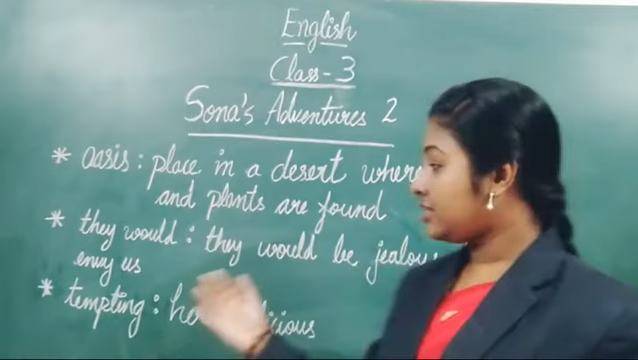 English
Class-3
Sona's Adventures 2
* oasis : place in a desert where
and plants are found
* they would : they would be jealous
envy us
* tempting :